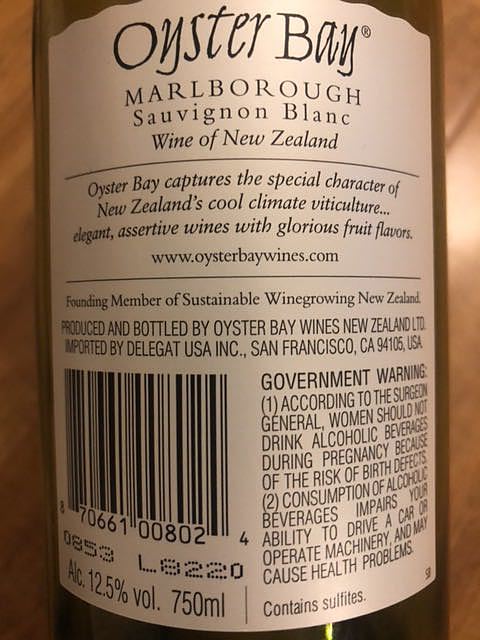 Oyster Bay®
MARLBOROUGH
Sauvignon Blanc
Wine of New Zealand
Oyster Bay captures the special character of
New Zealand's cool climate viticulture...
elegant, assertive wines with glorious fruit flavors.
www.oysterbaywines.com
Founding Member of Sustainable Winegrowing New Zealand.
PRODUCED AND BOTTLED BY OYSTER BAY WINES NEW ZEALAND LTD.
IMPORTED BY DELEGAT USA INC., SAN FRANCISCO, CA 94105, USA.
8 70661 00802 4
0853 L8220
Alc. 12.5% vol. 750ml
GOVERNMENT WARNING:
(1) ACCORDING TO THE SURGEON
GENERAL, WOMEN SHOULD NOT
DRINK ALCOHOLIC BEVERAGES
DURING PREGNANCY BECAUSE
OF THE RISK OF BIRTH DEFECTS.
(2) CONSUMPTION OF ALCOHOLIC
BEVERAGES IMPAIRS YOUR
ABILITY TO DRIVE A CAR OR
OPERATE MACHINERY, AND MAY
CAUSE HEALTH PROBLEMS.
Contains sulfites.